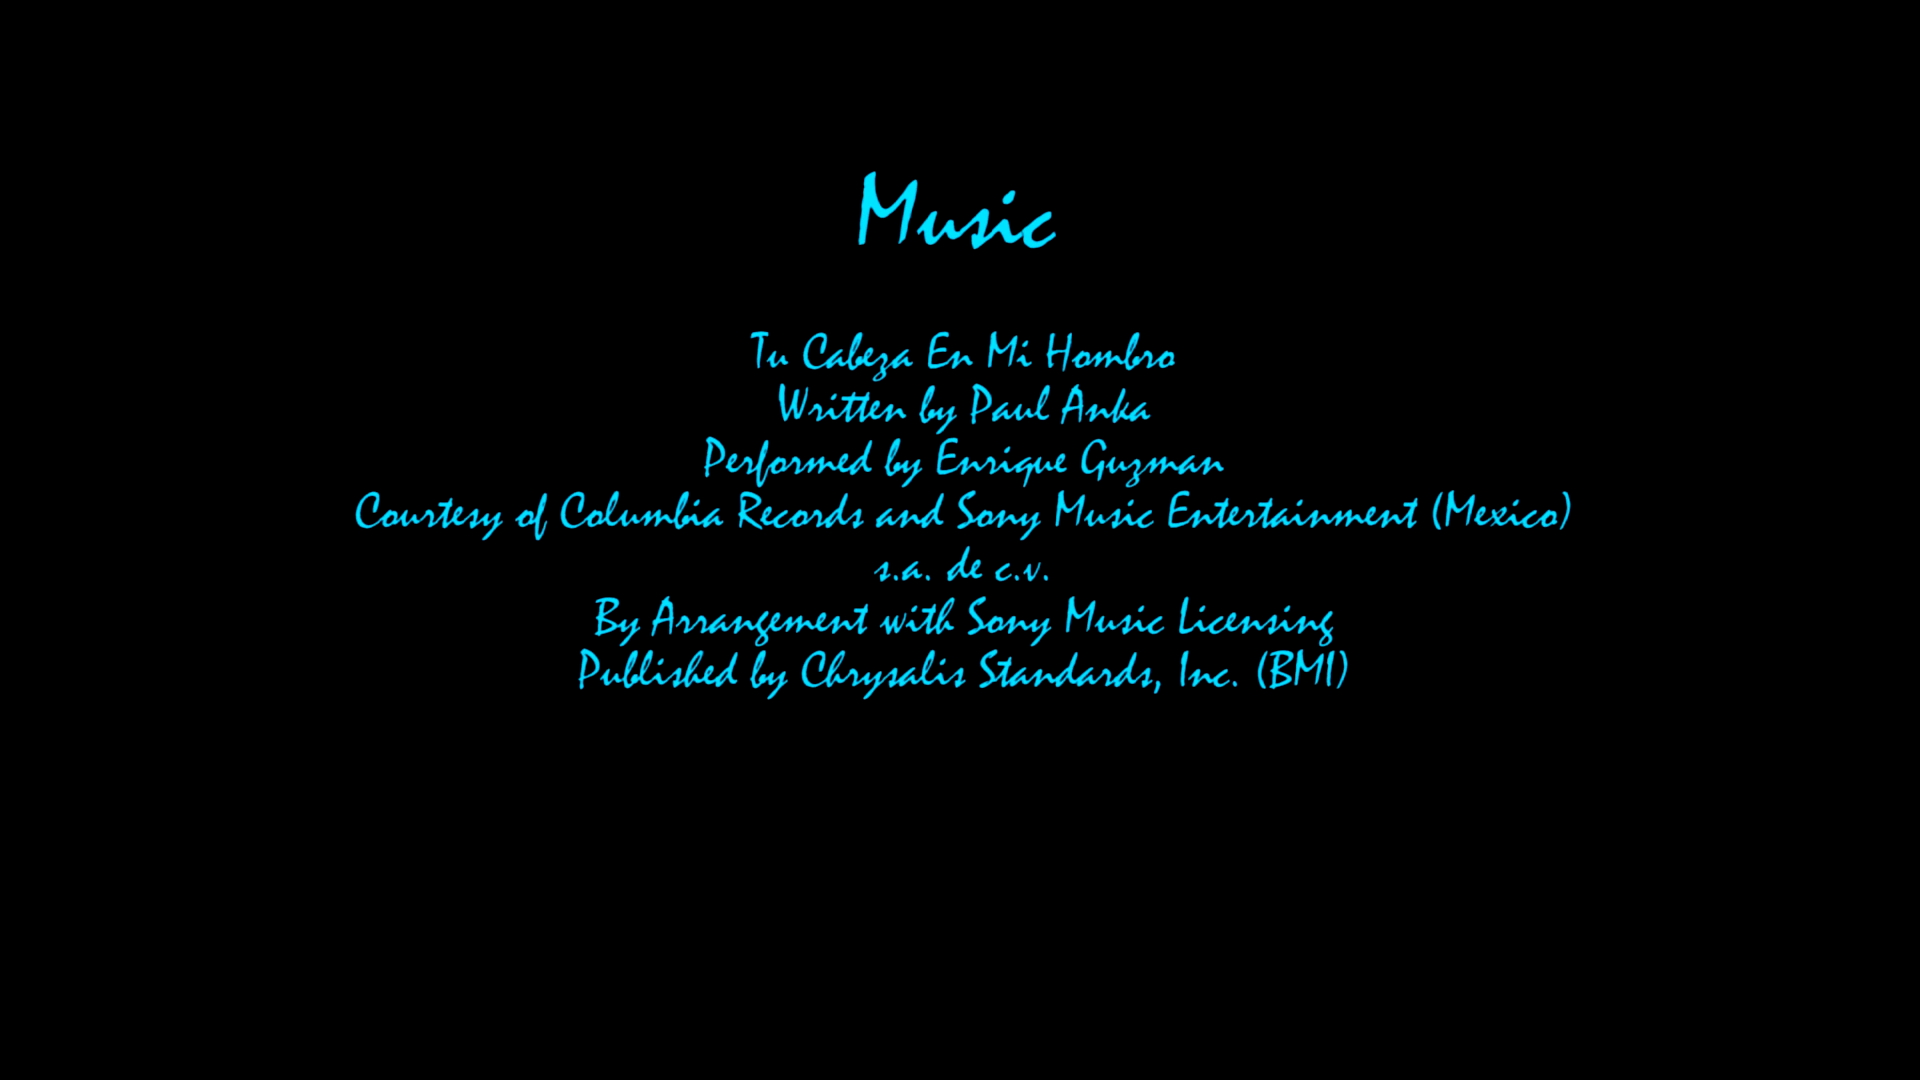 Music
Tu Cabeza En Mi Hombro
Written by Paul Anka
Performed by Enrique Guzman
Courtesy of Columbia Records and Sony Music Entertainment (Mexico)
s.a. de c.v.
By Arrangement with Sony Music Licensing
Published by Chrysalis Standards, Inc. (BMI)